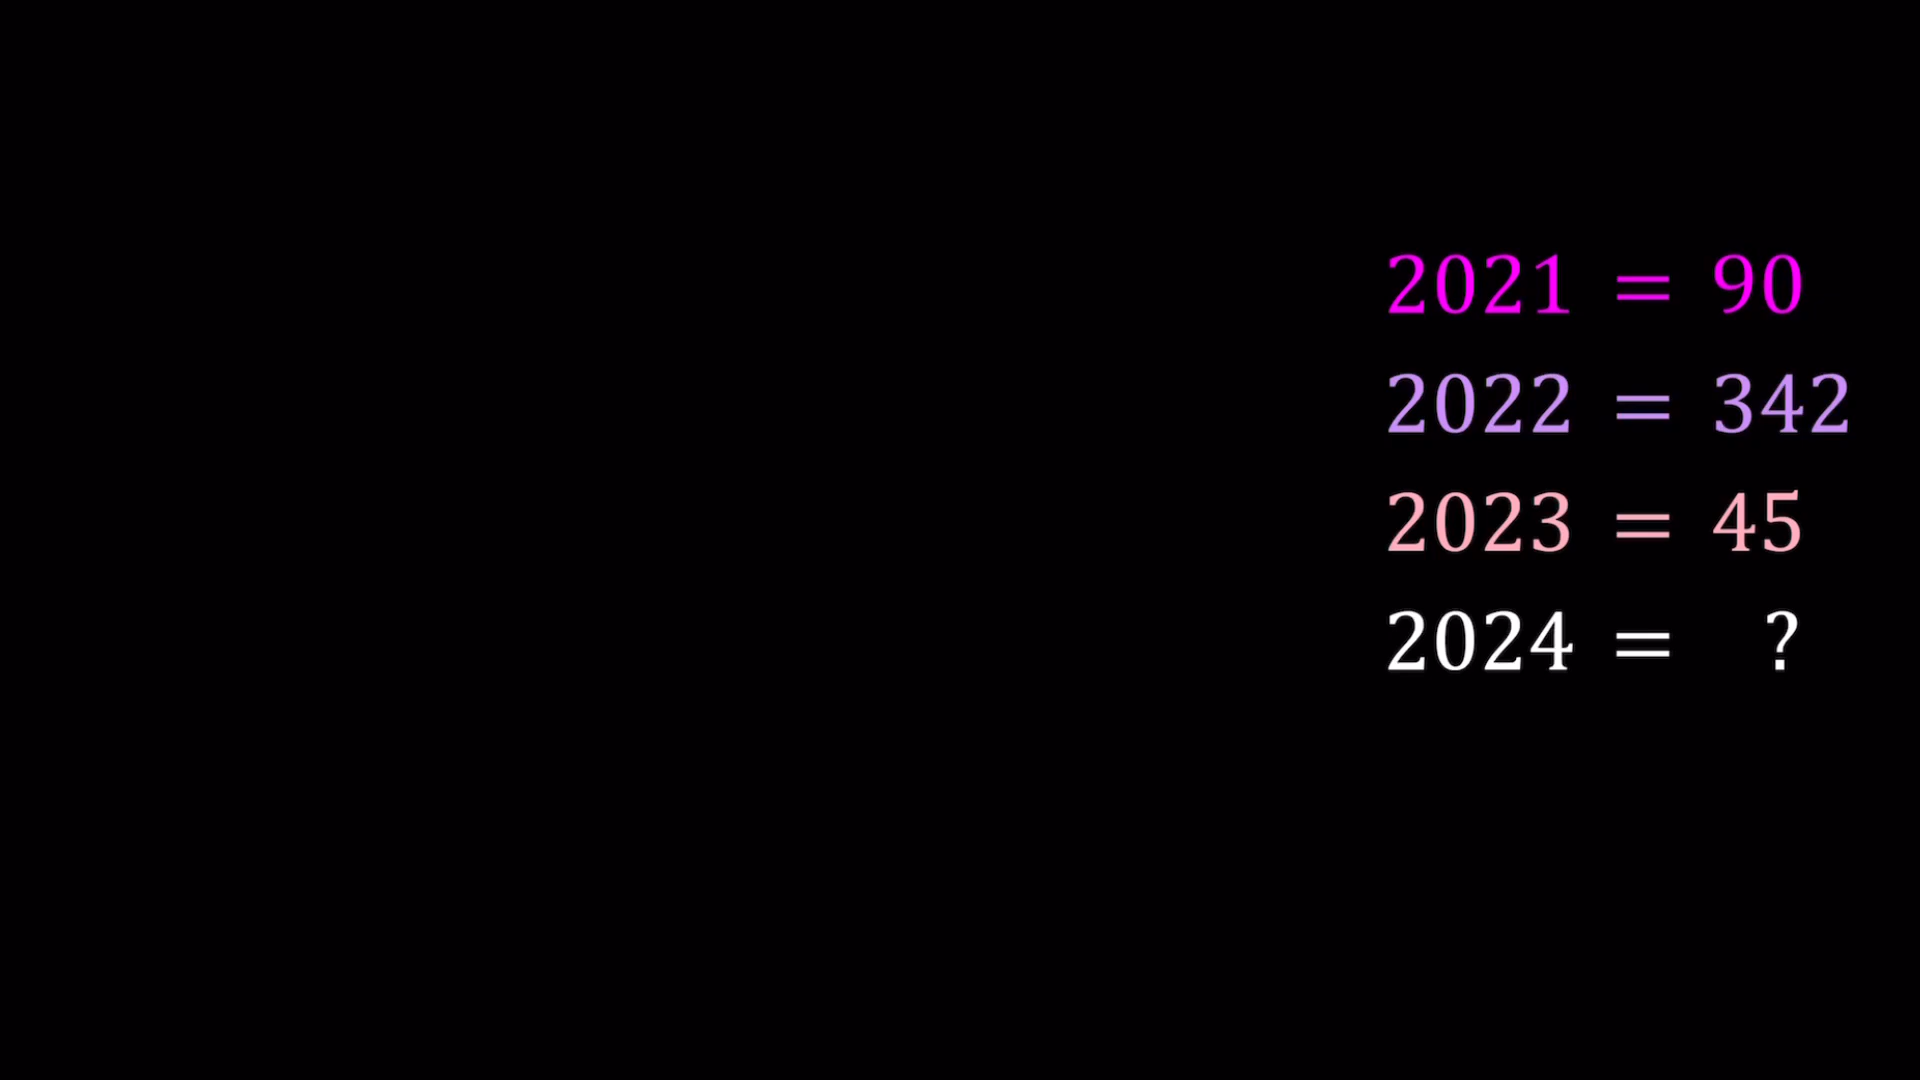 2021 = 90
2022 = 342
2023 = 45
2024 = ?